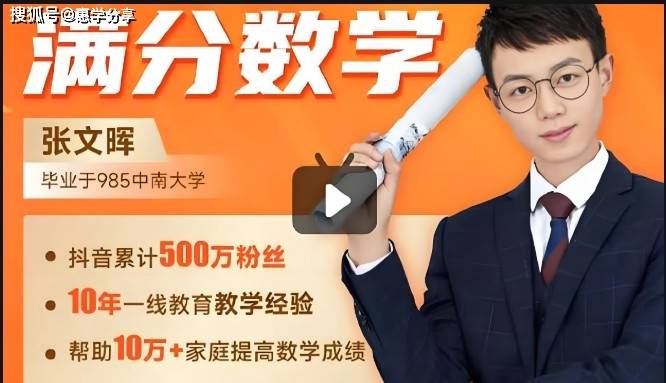 搜狐号@惠学分享
满分数学
张文晖
毕业于985中南大学
抖音累计500万粉丝
10年一线教育教学经验
帮助10万+家庭提高数学成绩